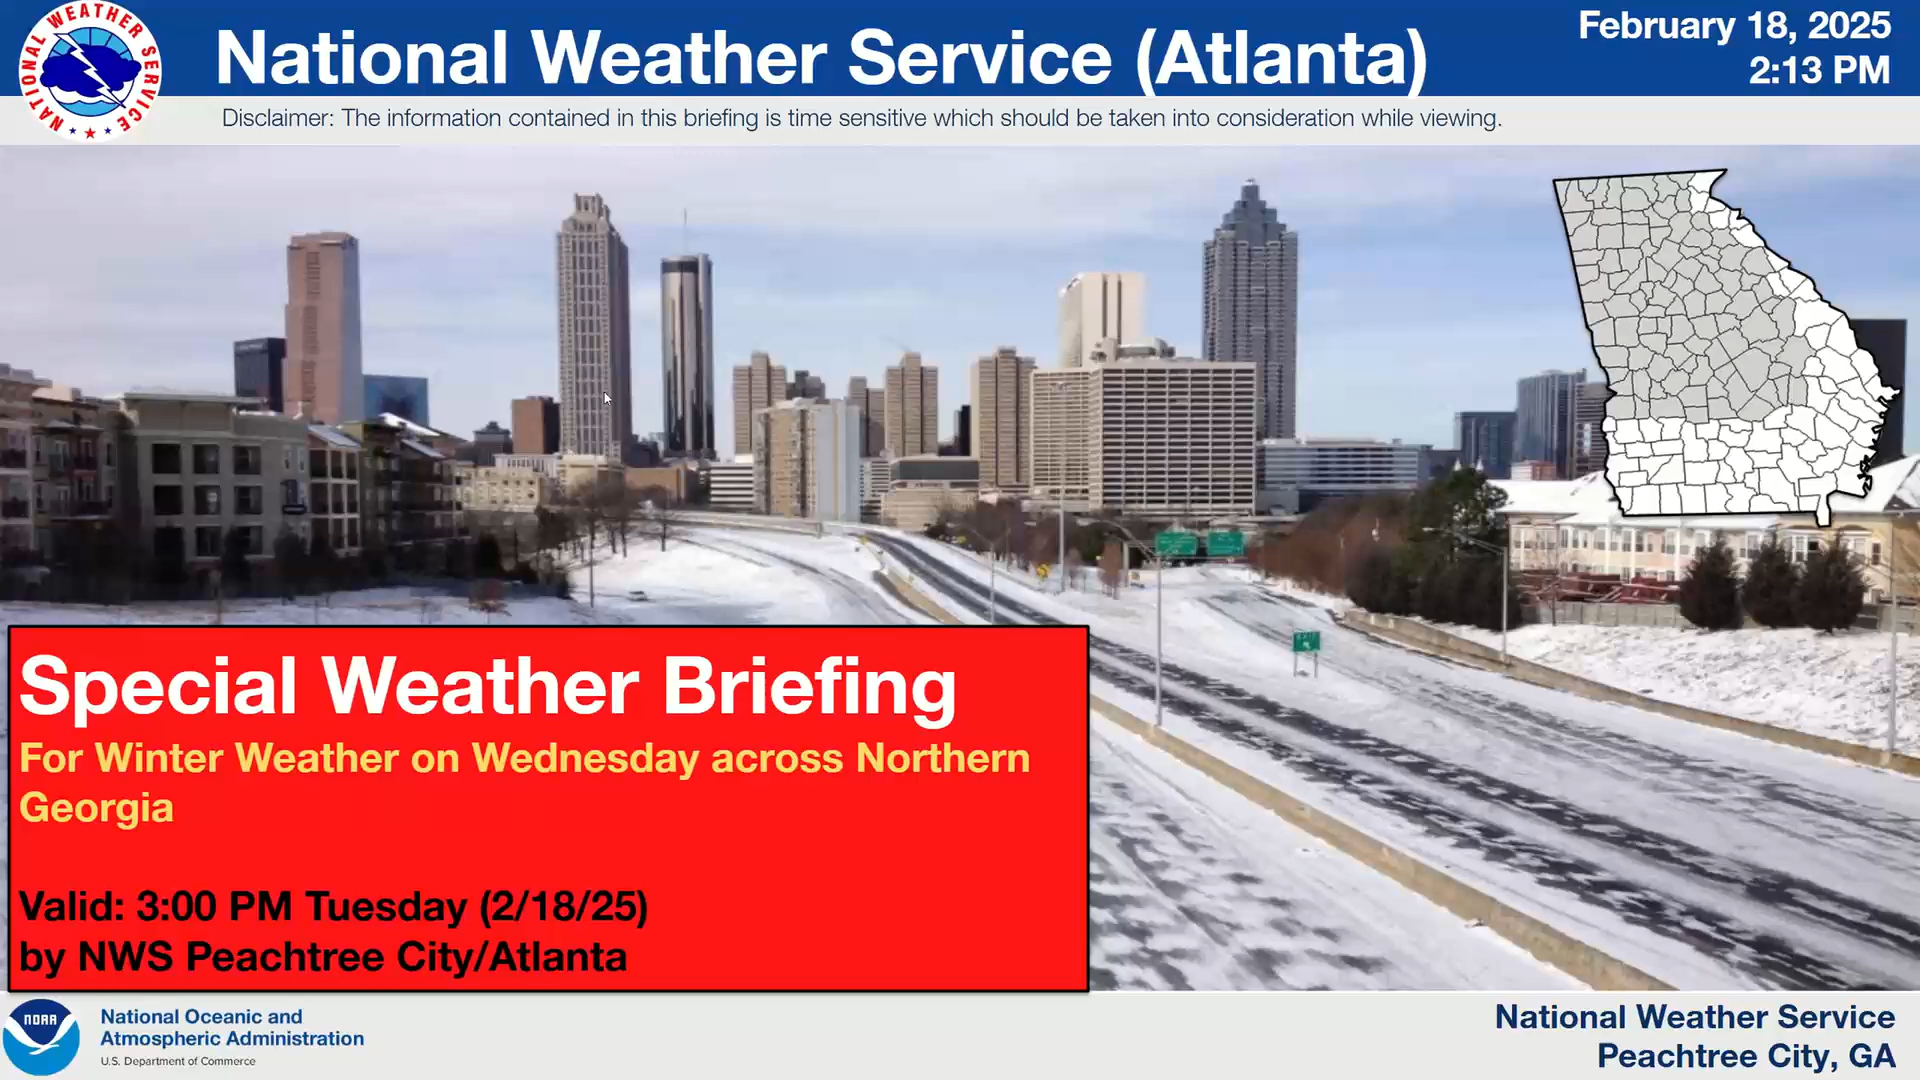 NATIONAL WEATHER SERVICE
National Weather Service (Atlanta)
February 18, 2025
2:13 PM
Disclaimer: The information contained in this briefing is time sensitive which should be taken into consideration while viewing.
Special Weather Briefing
For Winter Weather on Wednesday across Northern
Georgia
Valid: 3:00 PM Tuesday (2/18/25)
by NWS Peachtree City/Atlanta
NOAA
National Oceanic and
Atmospheric Administration
U.S. Department of Commerce
National Weather Service
Peachtree City, GA